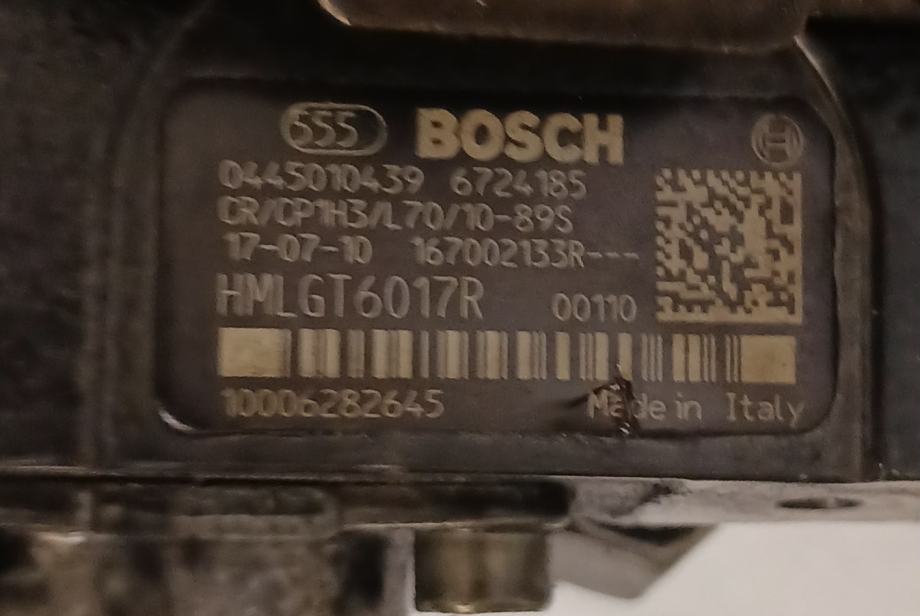 655 BOSCH
0445010439 6724185
CR/CP1H3/L70/10-89S
17-07-10 167002133R---
HMLGT6017R 00110
10006282645 Made in Italy